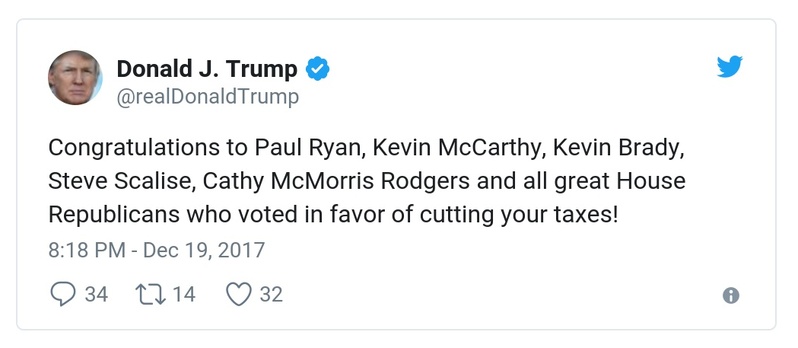 Donald J. Trump
@realDonaldTrump
Congratulations to Paul Ryan, Kevin McCarthy, Kevin Brady,
Steve Scalise, Cathy McMorris Rodgers and all great House
Republicans who voted in favor of cutting your taxes!
8:18 PM - Dec 19, 2017
34 14 32